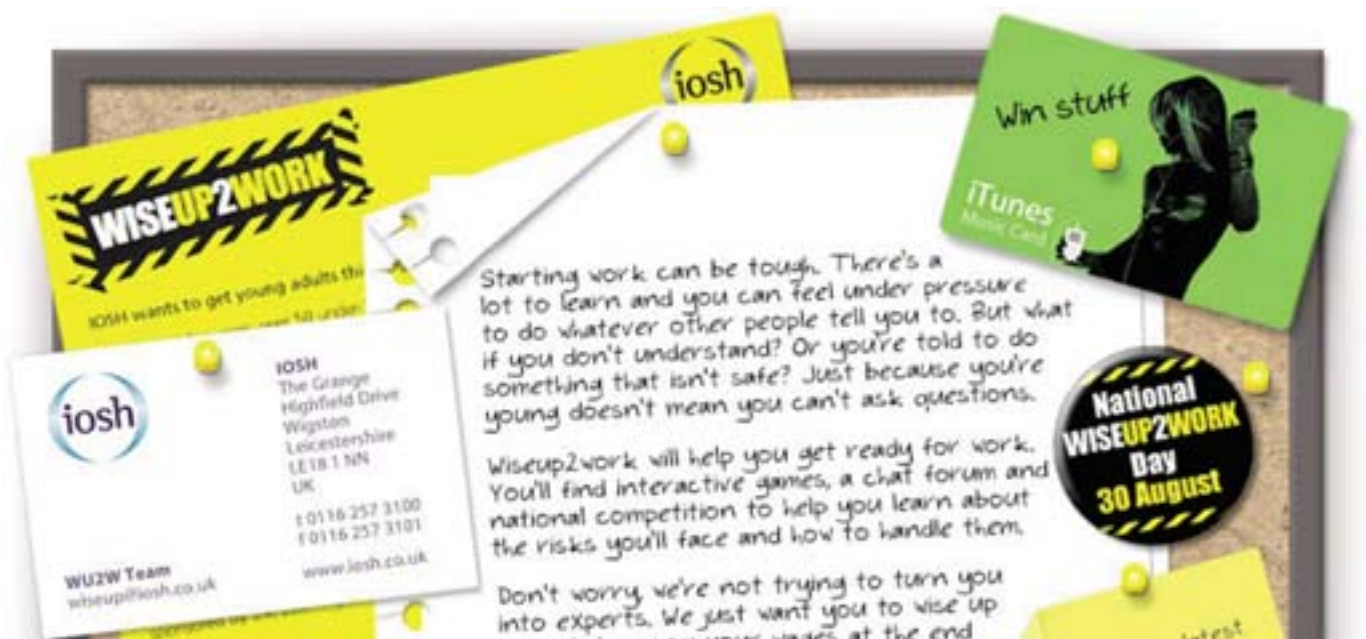 iosh
WISEUP2WORK
IOSH wants to get young adults thi
iosh
IOSH
The Grange
Highfield Drive
Wigston
Leicestershire
LE18 1NN
UK
t 0116 257 3100
f 0116 257 3101
www.iosh.co.uk
WU2W Team
wiseup@iosh.co.uk
Starting work can be tough. There's a
lot to learn and you can feel under pressure
to do whatever other people tell you to. But what
if you don't understand? Or you're told to do
something that isn't safe? Just because you're
young doesn't mean you can't ask questions.
Wiseup2work will help you get ready for work.
You'll find interactive games, a chat forum and
national competition to help you learn about
the risks you'll face and how to handle them.
Don't worry, we're not trying to turn you
into experts. We just want you to wise up
your wages at the end
Win stuff
iTunes
Music Card
National
WISEUP2WORK
Day
30 August
latest